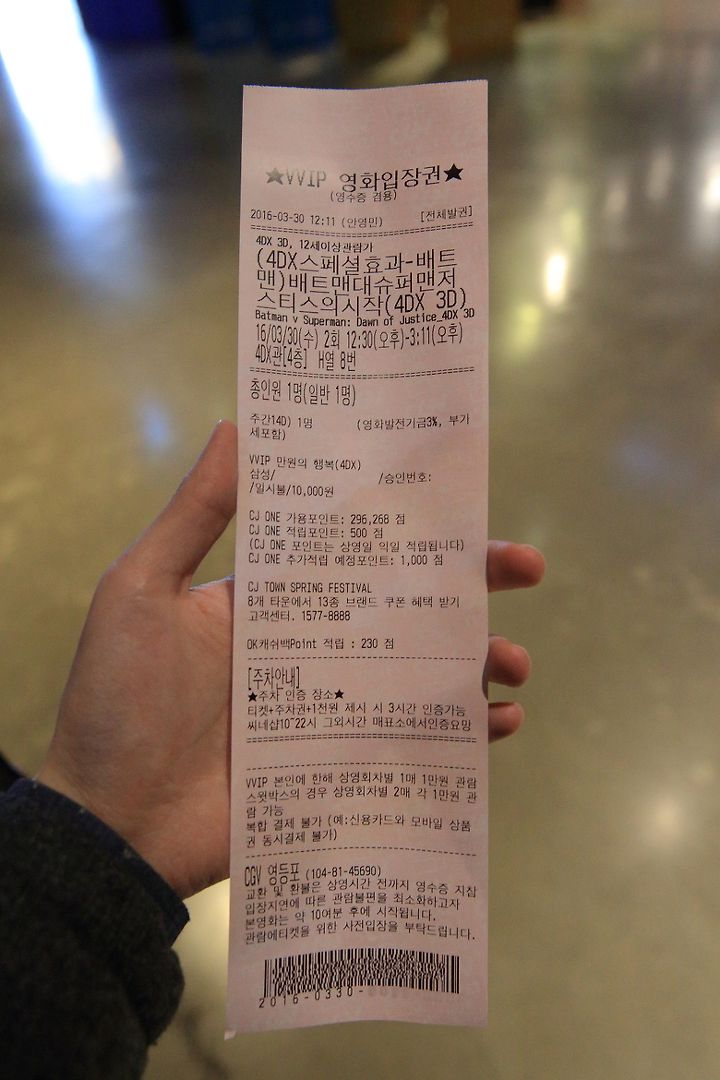 ★VVIP 영화입장권★
(영수증 겸용)
2016-03-30 12:11 (안영민) [전체발권]
4DX 3D, 12세이상관람가
(4DX스페셜효과-배트
맨)배트맨대슈퍼맨저
스티스의시작(4DX 3D)
Batman v Superman: Dawn of Justice_4DX 3D
16/03/30(수) 2회 12:30(오후)-3:11(오후)
4DX관[4층] H열 8번
총인원 1명(일반 1명)
주간14D) 1명 (영화발전기금3%, 부가
세포함)
VVIP 만원의 행복(4DX)
삼성/ /승인번호:
/일시불/10,000원
CJ ONE 가용포인트: 296,268 점
CJ ONE 적립포인트: 500 점
(CJ ONE 포인트는 상영일 익일 적립됩니다)
CJ ONE 추가적립 예정포인트: 1,000 점
CJ TOWN SPRING FESTIVAL
8개 타운에서 13종 브랜드 쿠폰 혜택 받기
고객센터. 1577-8888
OK캐쉬백Point 적립 : 230 점
[주차안내]
★주차 인증 장소★
티켓+주차권+1천원 제시 시 3시간 인증가능
씨네샵10~22시 그외시간 매표소에서인증요망
VVIP 본인에 한해 상영회차별 1매 1만원 관람
스윗박스의 경우 상영회차별 2매 각 1만원 관
람 가능
복합 결제 불가 (예:신용카드와 모바일 상품
권 동시결제 불가)
CGV 영등포 (104-81-45690)
교환 및 환불은 상영시간 전까지 영수증 지참
입장지연에 따른 관람불편을 최소화하고자
본영화는 약 10여분 후에 시작됩니다.
관람에티켓을 위한 사전입장을 부탁드립니다.
2016-0330-